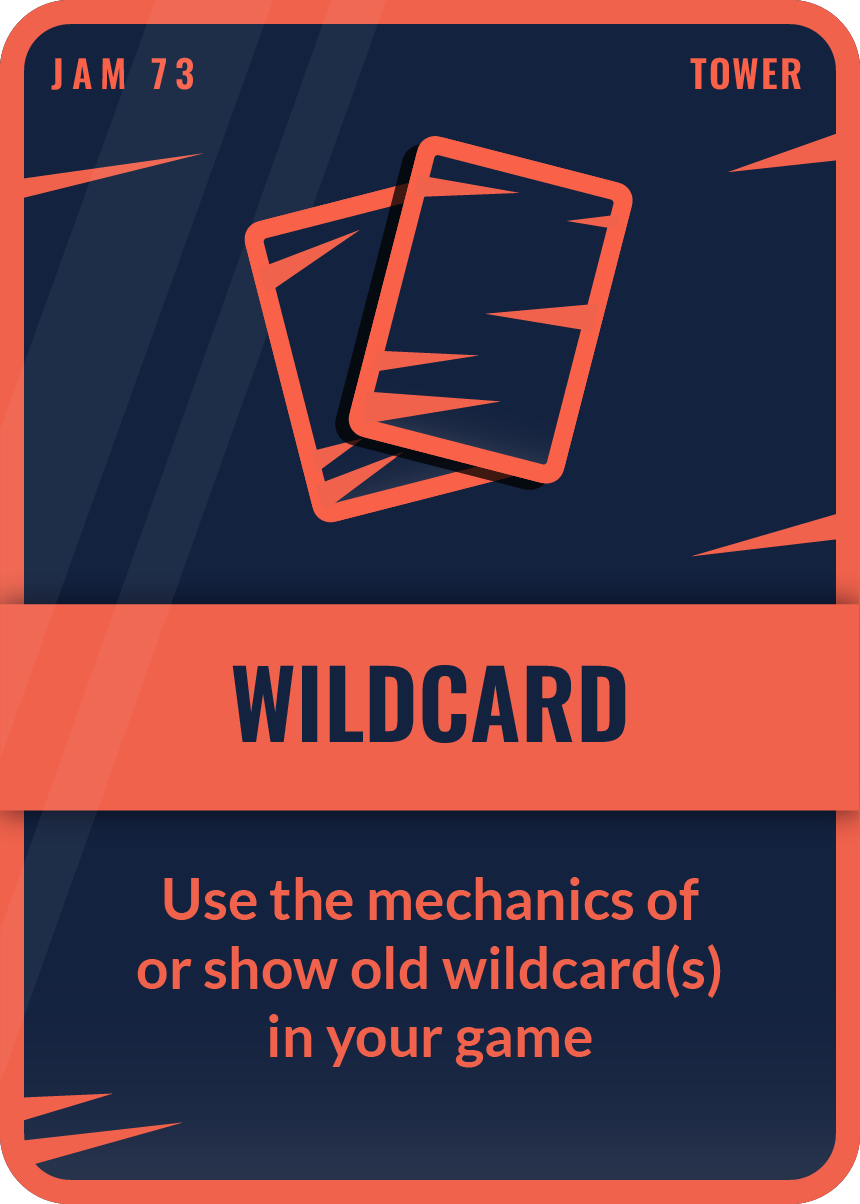 JAM 73
TOWER
WILDCARD
Use the mechanics of
or show old wildcard(s)
in your game